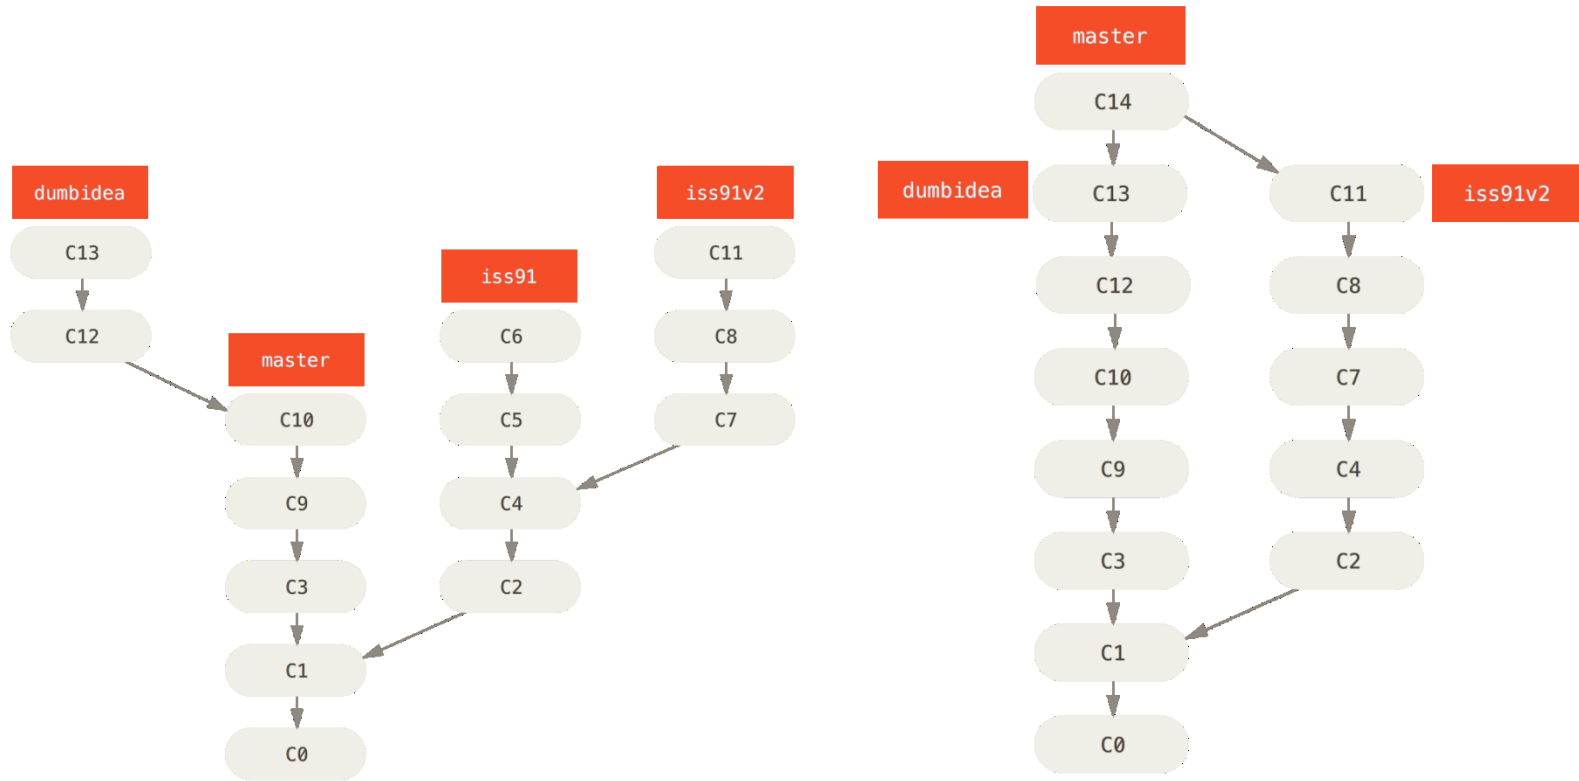 dumbidea
C13
C12
master
C10
C9
C3
C1
C0
iss91
C6
C5
C4
C2
iss91v2
C11
C8
C7
master
C14
dumbidea
C13
C12
C10
C9
C3
C1
C0
C11
iss91v2
C8
C7
C4
C2